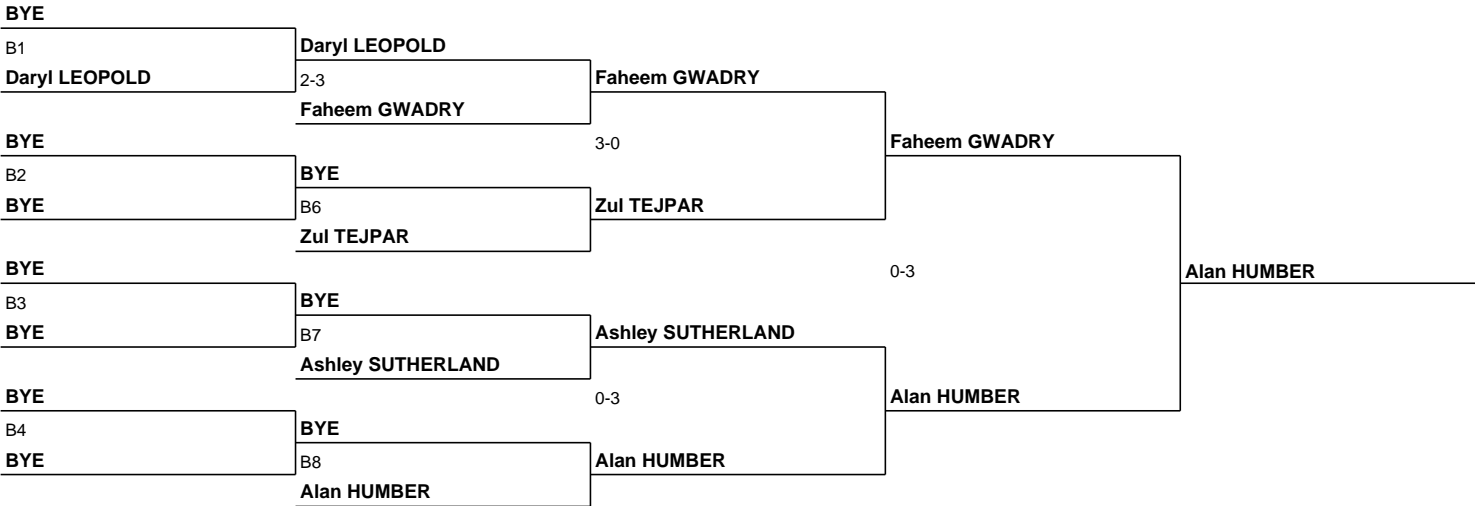 BYE
B1
Daryl LEOPOLD
Daryl LEOPOLD
2-3
Faheem GWADRY
Faheem GWADRY
BYE
B2
BYE
BYE
B6
Zul TEJPAR
3-0
Zul TEJPAR
Faheem GWADRY
BYE
B3
BYE
BYE
B7
Ashley SUTHERLAND
Ashley SUTHERLAND
BYE
B4
BYE
BYE
B8
Alan HUMBER
0-3
Alan HUMBER
Alan HUMBER
0-3
Alan HUMBER